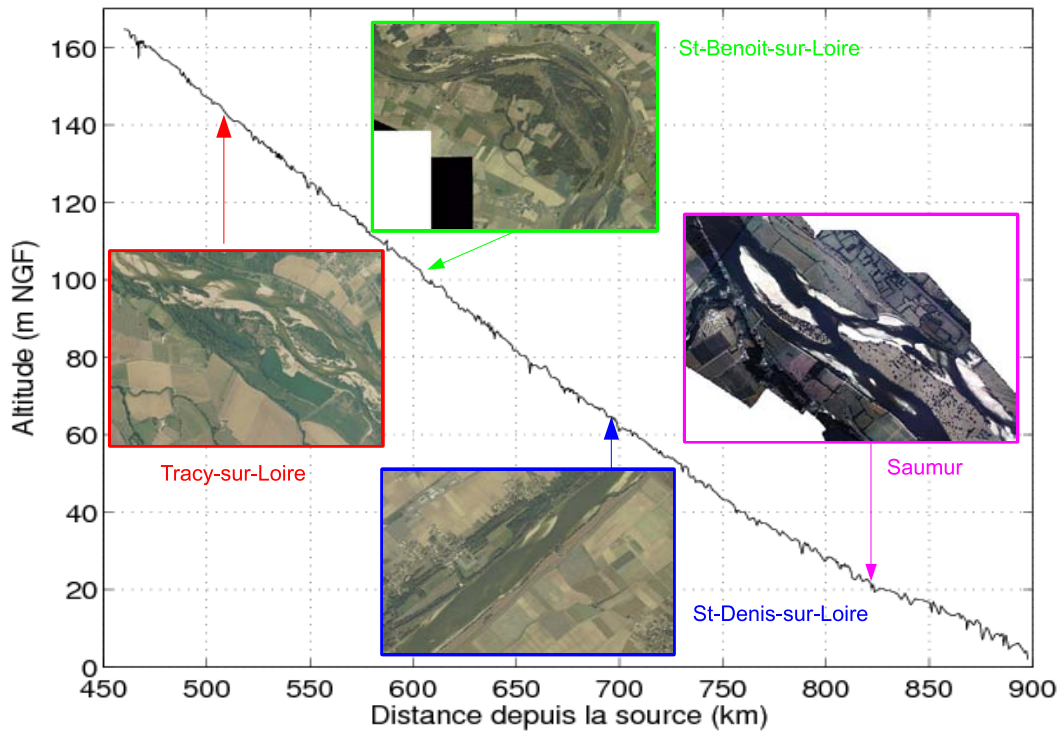 160
140
120
100
80
60
40
20
0
Altitude (m NGF)
St-Benoit-sur-Loire
Tracy-sur-Loire
Saumur
St-Denis-sur-Loire
450 500 550 600 650 700 750 800 850 900
Distance depuis la source (km)